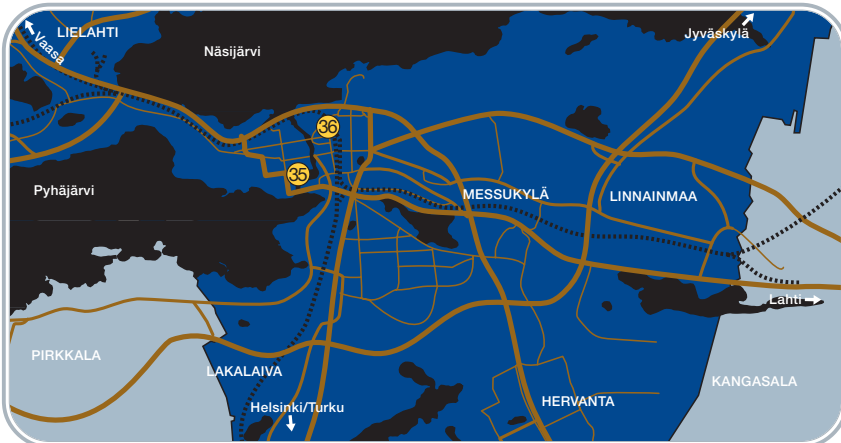 LIELAHTI
Vaasa
Näsijärvi
Jyväskylä
36
35
Pyhäjärvi
MESSUKYLÄ
LINNAINMAA
Lahti
PIRKKALA
LAKALAIVA
KANGASALA
Helsinki/Turku
HERVANTA